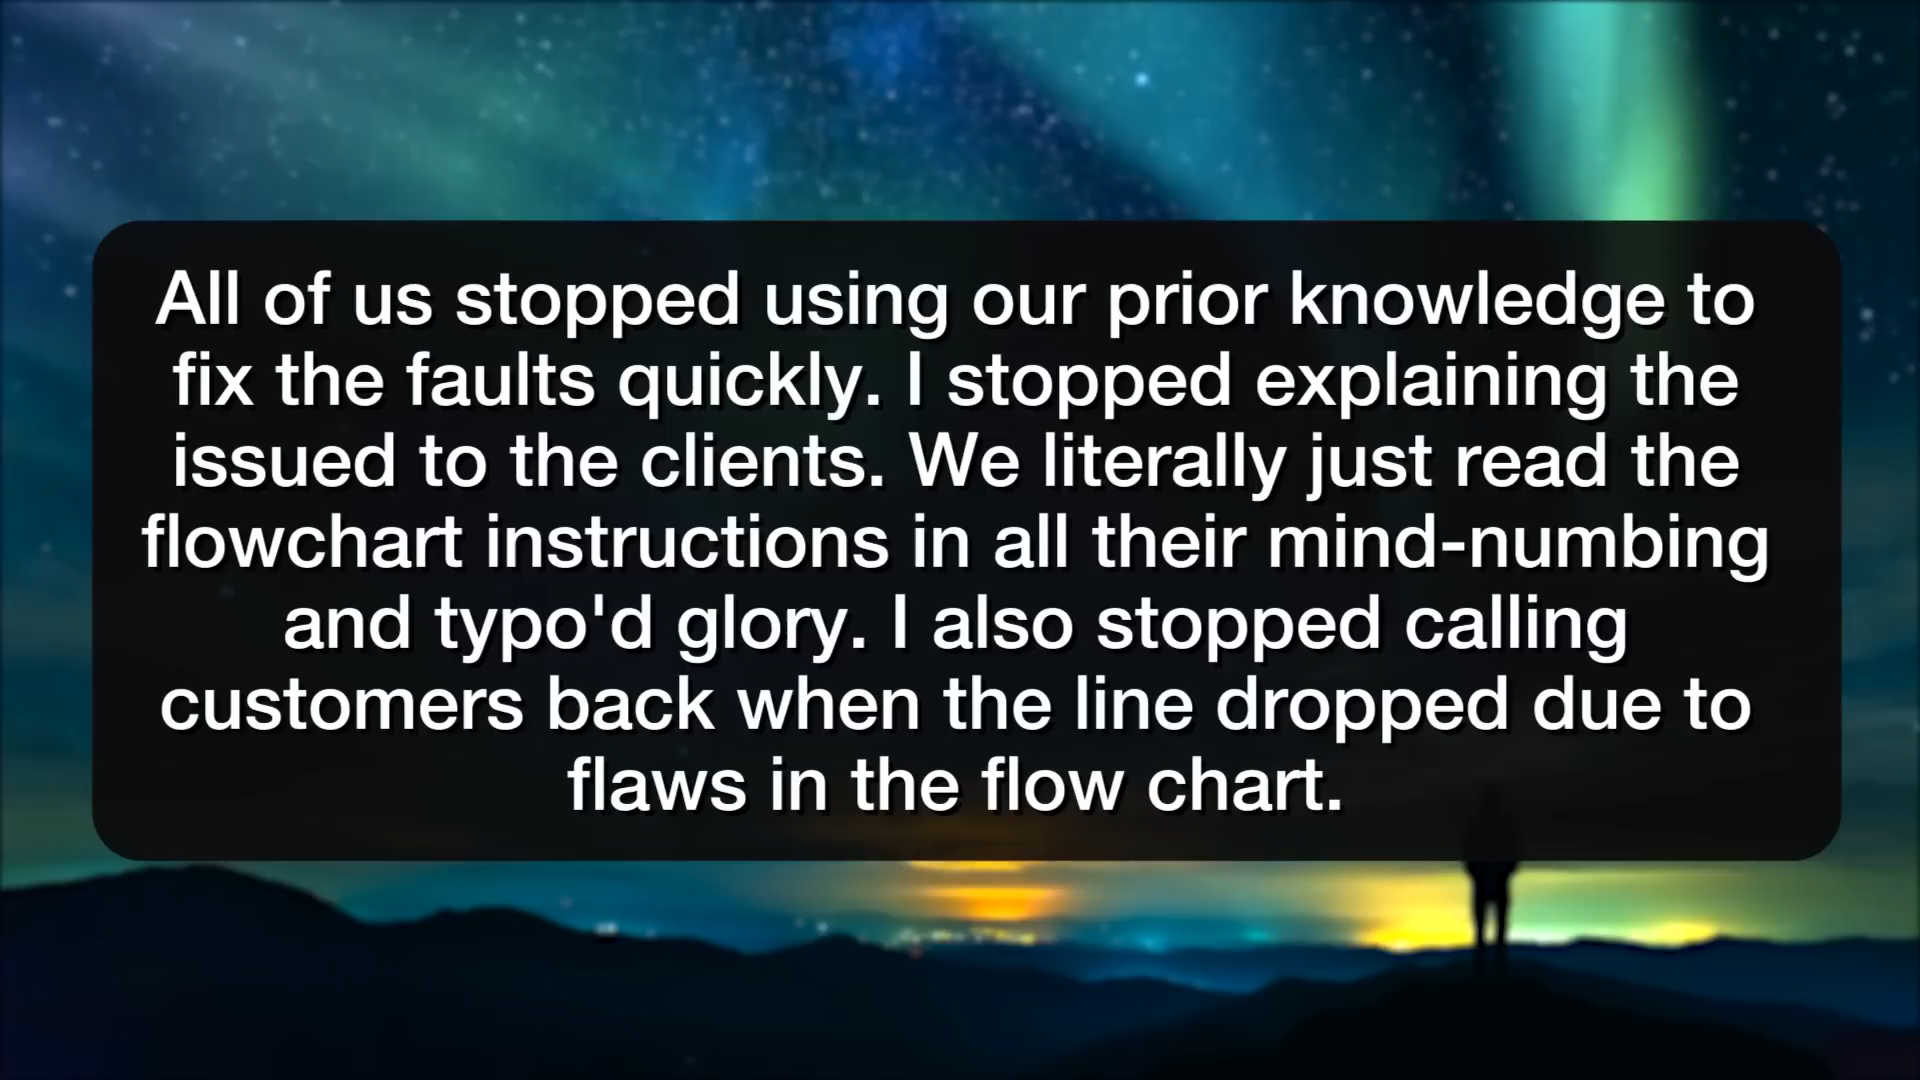 All of us stopped using our prior knowledge to
fix the faults quickly. I stopped explaining the
issued to the clients. We literally just read the
flowchart instructions in all their mind-numbing
and typo'd glory. I also stopped calling
customers back when the line dropped due to
flaws in the flow chart.